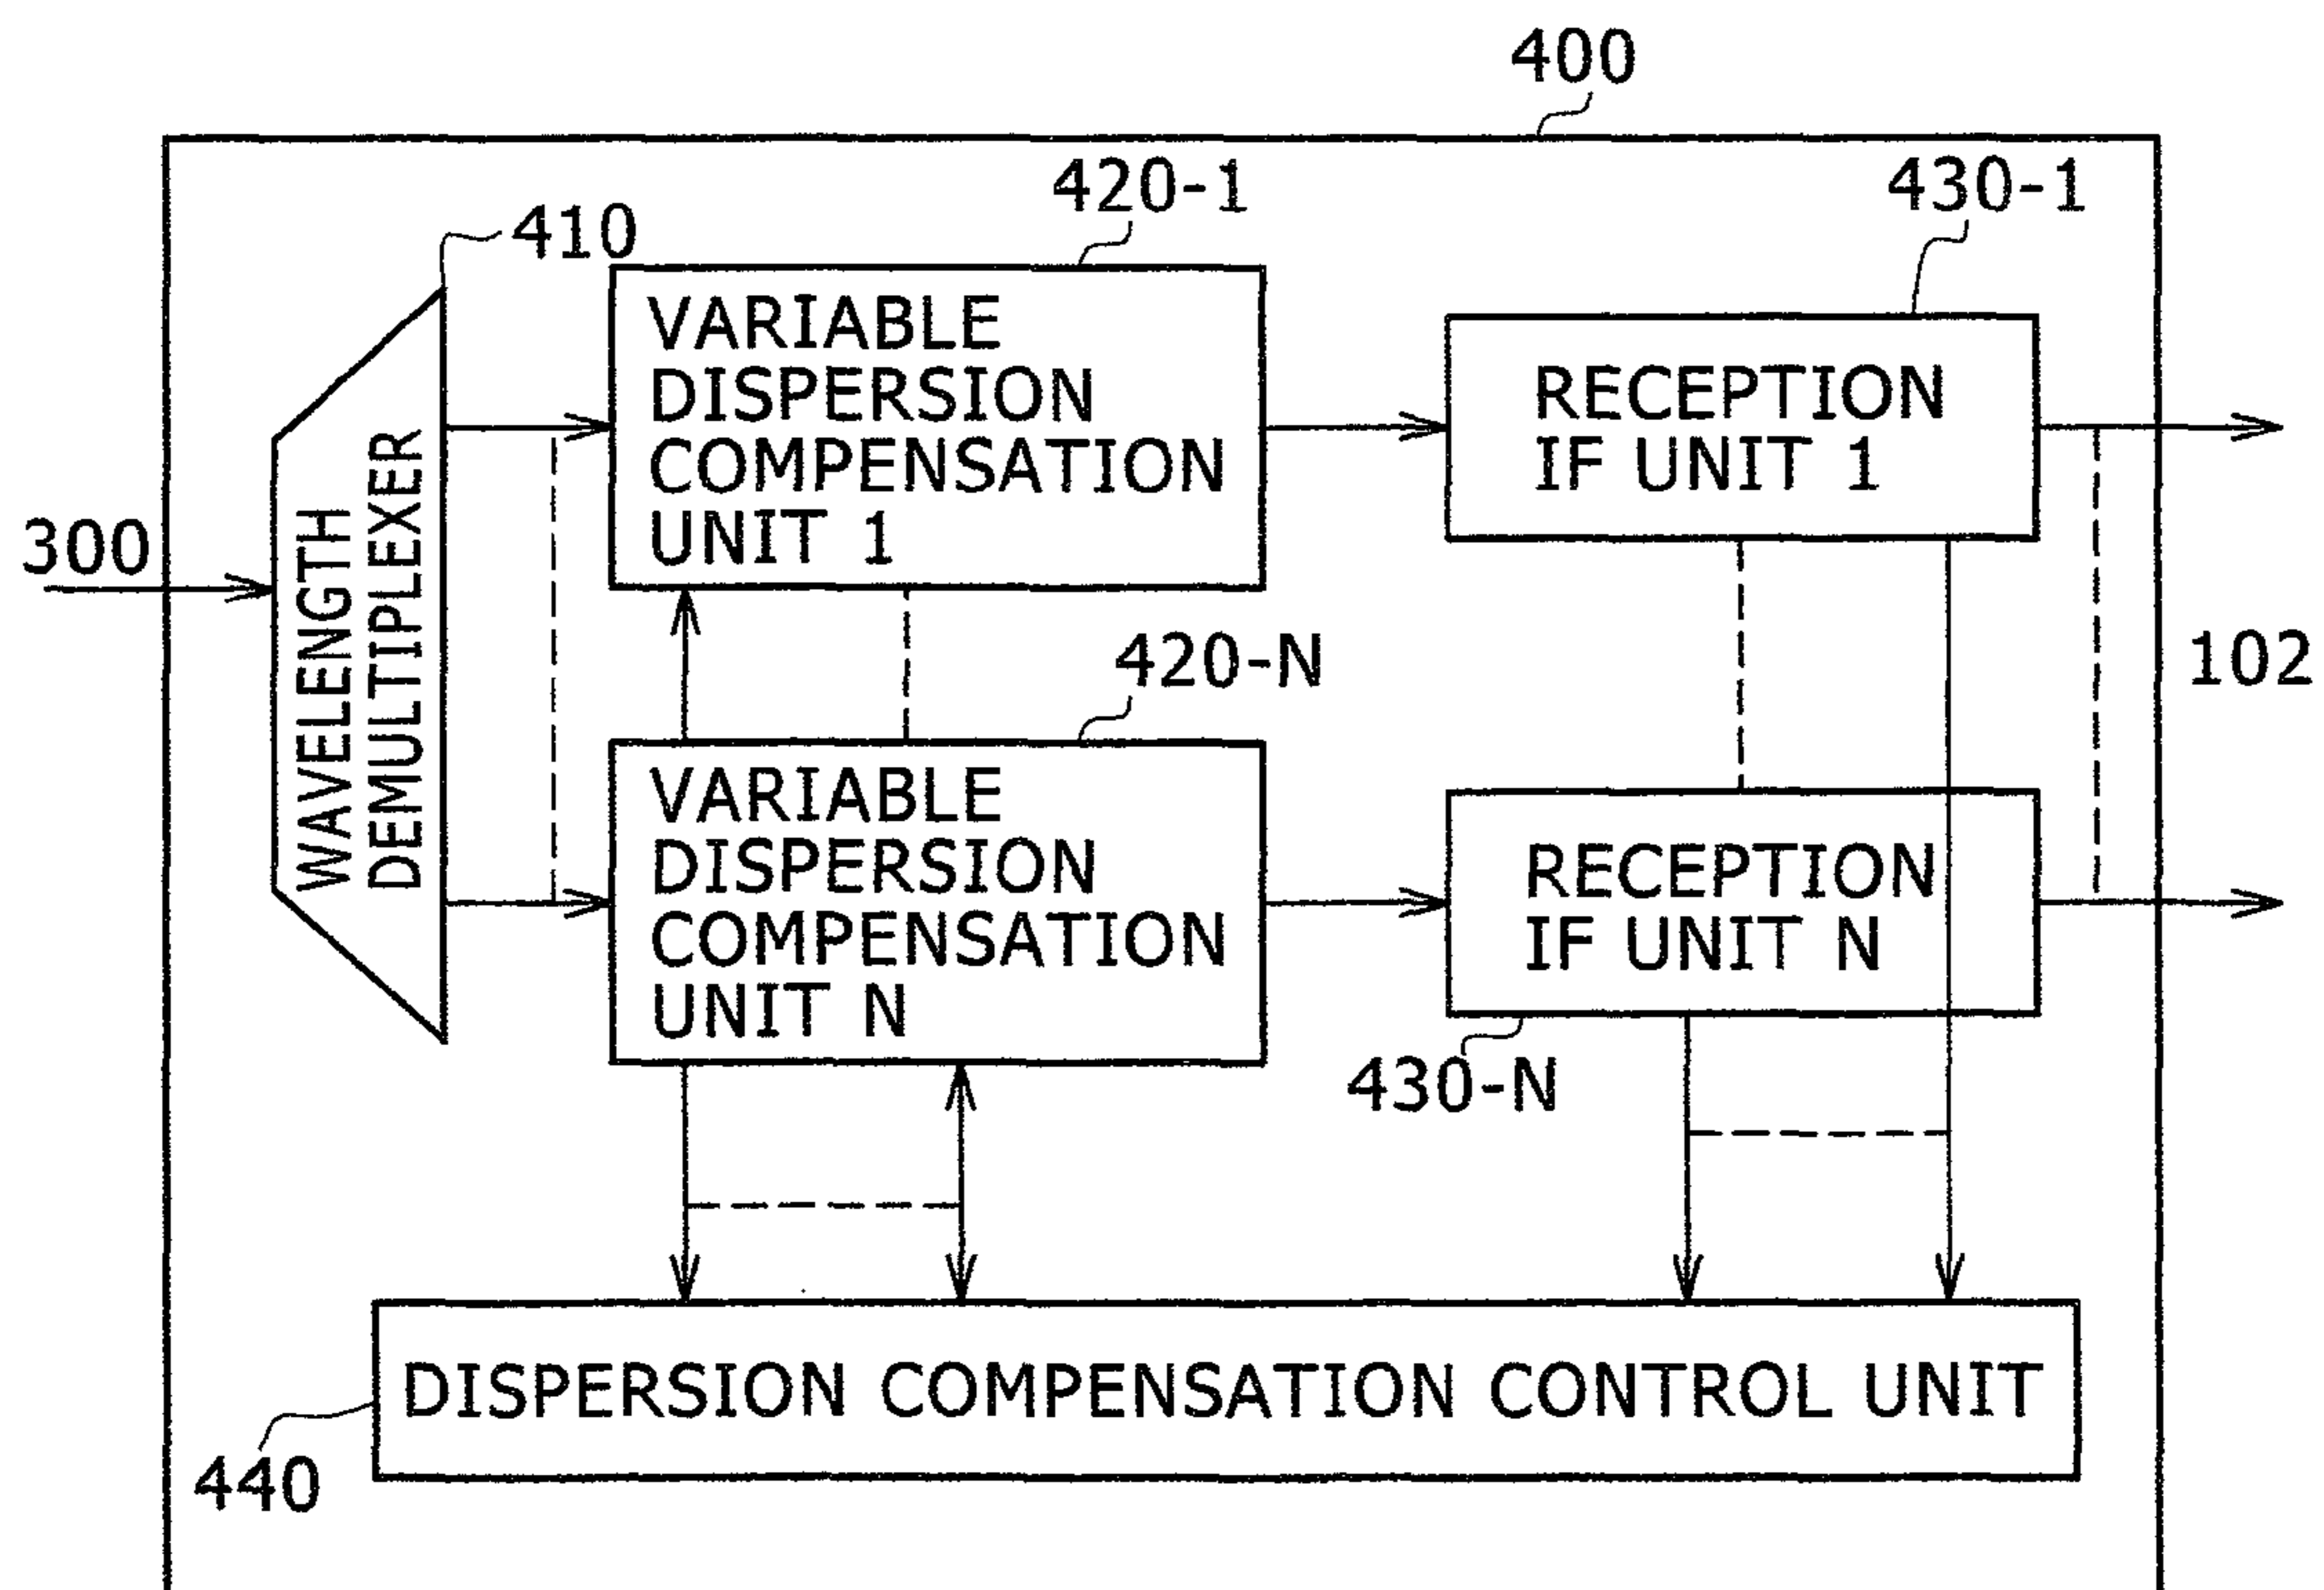 400
420-1
430-1
410
VARIABLE
DISPERSION
COMPENSATION
UNIT 1
RECEPTION
IF UNIT 1
300
WAVELENGTH
DEMULTIPLEXER
420-N
102
VARIABLE
DISPERSION
COMPENSATION
UNIT N
RECEPTION
IF UNIT N
430-N
DISPERSION COMPENSATION CONTROL UNIT
440